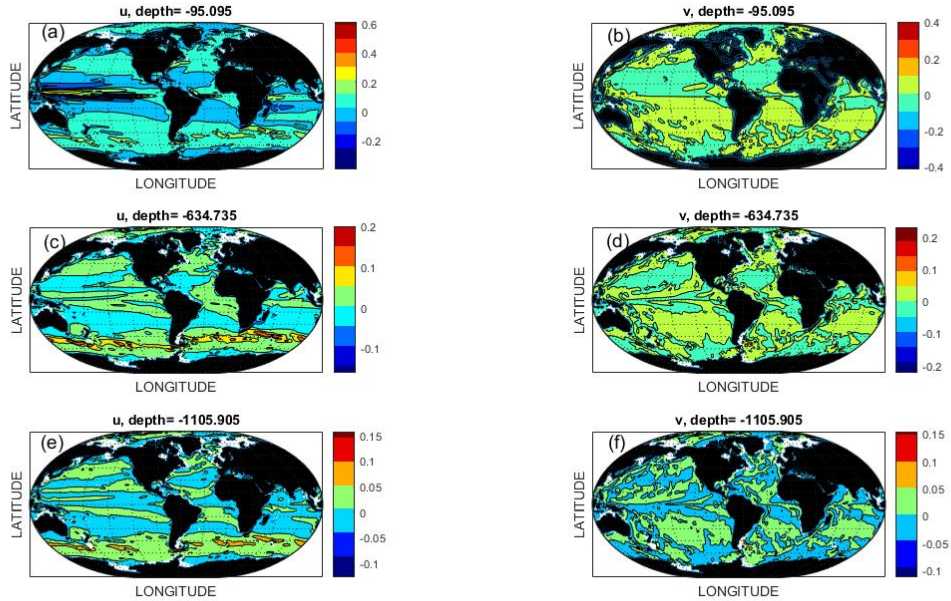 u, depth= -95.095
(a)
LATITUDE
LONGITUDE
0.6
0.4
0.2
0
-0.2
v, depth= -95.095
(b)
LATITUDE
LONGITUDE
0.4
0.2
0
-0.2
-0.4
u, depth= -634.735
(c)
LATITUDE
LONGITUDE
0.2
0.1
0
-0.1
v, depth= -634.735
(d)
LATITUDE
LONGITUDE
0.2
0.1
0
-0.1
-0.2
u, depth= -1105.905
(e)
LATITUDE
LONGITUDE
0.15
0.1
0.05
0
-0.05
-0.1
v, depth= -1105.905
(f)
LATITUDE
LONGITUDE
0.15
0.1
0.05
0
-0.05
-0.1